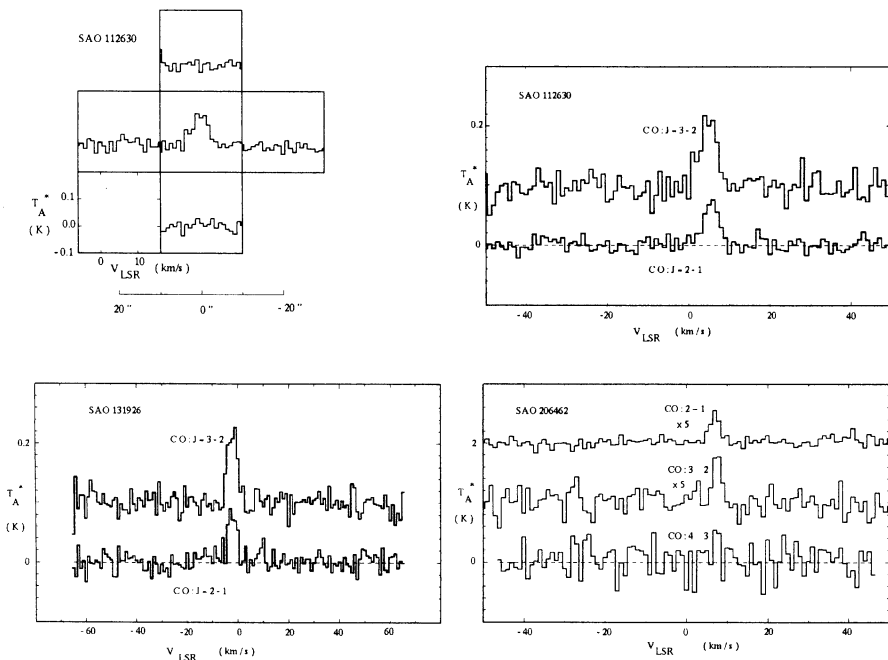 SAO 112630
T_A^*
(K)
0.1
0.0
-0.1
0 10
V_LSR (km/s)
20" 0" -20"
SAO 112630
CO:J=3-2
0.2
T_A^*
(K)
0
CO:J=2-1
-40 -20 0 20 40
V_LSR (km/s)
SAO 131926
CO:J=3-2
0.2
T_A^*
(K)
0
CO:J=2-1
-60 -40 -20 0 20 40 60
V_LSR (km/s)
SAO 206462
CO:2-1
x5
2
CO:3 2
x5
T_A^*
(K)
CO:4 3
0
-40 -20 0 20 40
V_LSR (km/s)